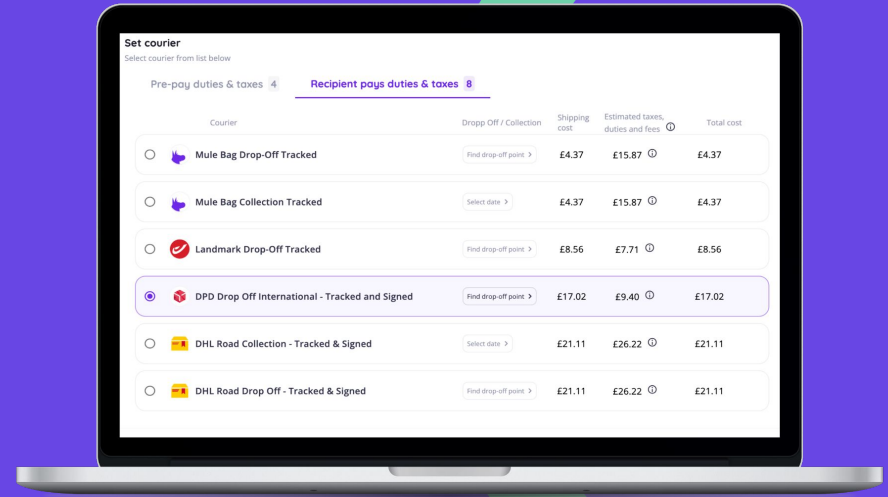 Set courier
Select courier from list below
Pre-pay duties & taxes 4 Recipient pays duties & taxes 8
Courier Dropp Off / Collection Shipping cost Estimated taxes, duties and fees Total cost
Mule Bag Drop-Off Tracked Find drop-off point > £4.37 £15.87 £4.37
Mule Bag Collection Tracked Select date > £4.37 £15.87 £4.37
Landmark Drop-Off Tracked Find drop-off point > £8.56 £7.71 £8.56
DPD Drop Off International - Tracked and Signed Find drop-off point > £17.02 £9.40 £17.02
DHL Road Collection - Tracked & Signed Select date > £21.11 £26.22 £21.11
DHL Road Drop Off - Tracked & Signed Find drop-off point > £21.11 £26.22 £21.11